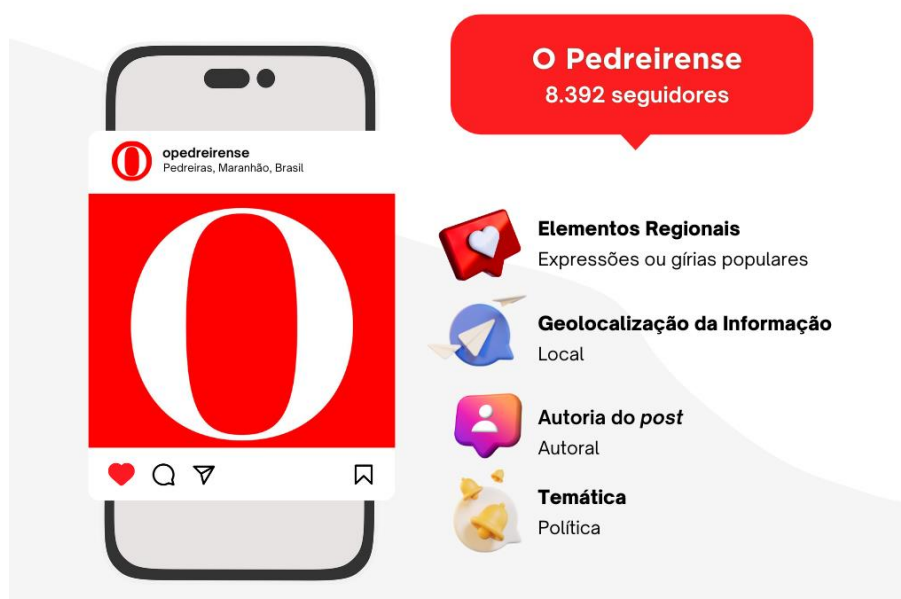 O Pedreirense
8.392 seguidores
opedreirense
Pedreiras, Maranhão, Brasil
O
O
Elementos Regionais
Expressões ou gírias populares
Geolocalização da Informação
Local
Autoria do post
Autoral
Temática
Política